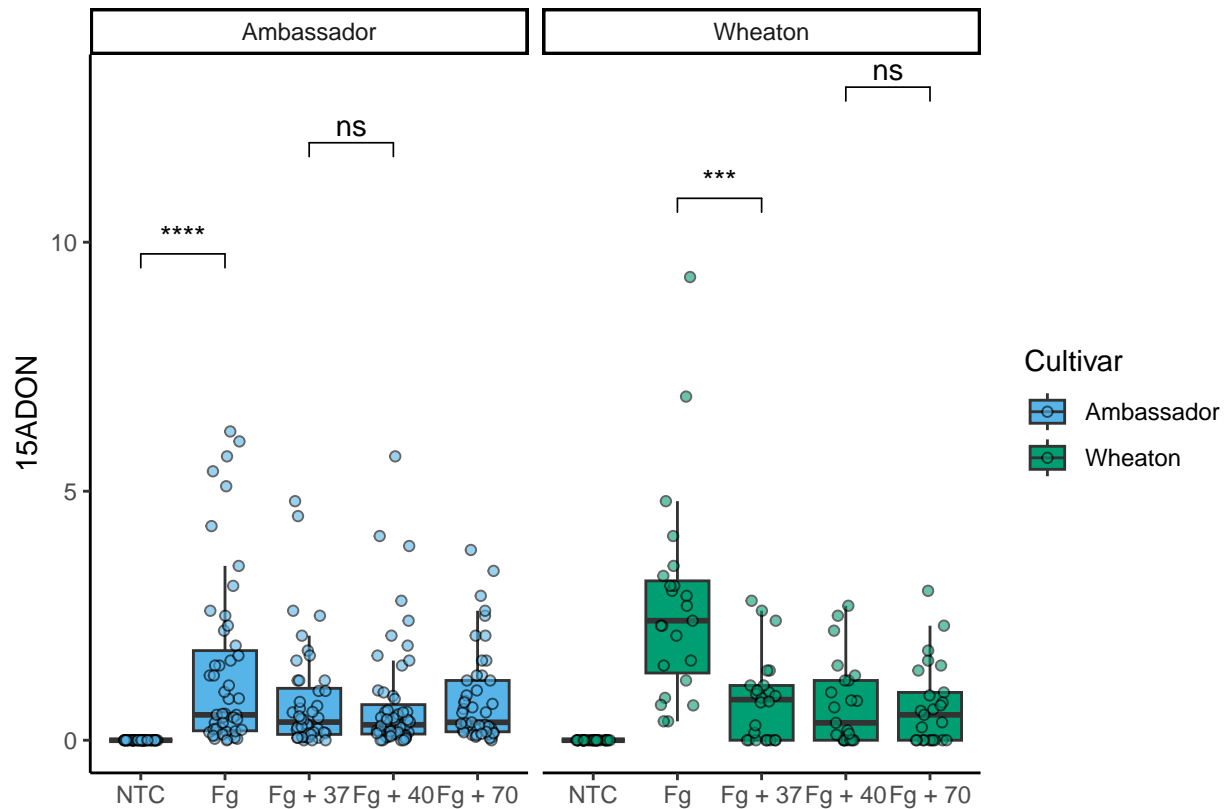 Ambassador Wheaton
ns
ns
***
****
10
5
0
15ADON
NTC Fg Fg + 37 Fg + 40 Fg + 70 NTC Fg Fg + 37 Fg + 40 Fg + 70
Cultivar
Ambassador
Wheaton